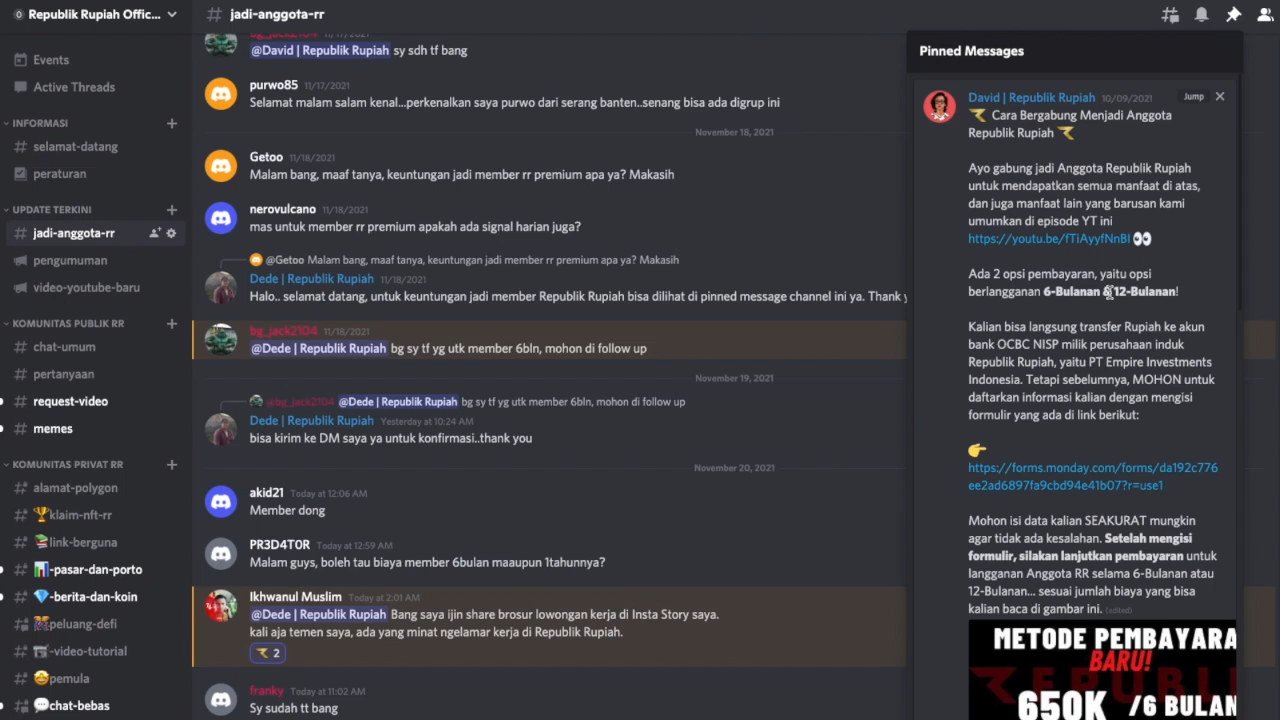 Republik Rupiah Offic...
Events
Active Threads
INFORMASI
selamat-datang
peraturan
UPDATE TERKINI
jadi-anggota-rr
pengumuman
video-youtube-baru
KOMUNITAS PUBLIK RR
chat-umum
pertanyaan
request-video
memes
KOMUNITAS PRIVAT RR
alamat-polygon
🏆klaim-nft-rr
📚link-berguna
📊-pasar-dan-porto
💎-berita-dan-koin
peluang-defi
-video-tutorial
🤩pemula
💬chat-bebas
# jadi-anggota-rr
bg_jack2104 11/17/2021
@David | Republik Rupiah sy sdh tf bang
purwo85 11/17/2021
Selamat malam salam kenal...perkenalkan saya purwo dari serang banten..senang bisa ada digrup ini
November 18, 2021
Getoo 11/18/2021
Malam bang, maaf tanya, keuntungan jadi member rr premium apa ya? Makasih
nerovulcano 11/18/2021
mas untuk member rr premium apakah ada signal harian juga?
@Getoo Malam bang, maaf tanya, keuntungan jadi member rr premium apa ya? Makasih
Dede | Republik Rupiah 11/18/2021
Halo.. selamat datang, untuk keuntungan jadi member Republik Rupiah bisa dilihat di pinned message channel ini ya. Thank y
bg_jack2104 11/18/2021
@Dede | Republik Rupiah bg sy tf yg utk member 6bln, mohon di follow up
November 19, 2021
@bg_jack2104 @Dede | Republik Rupiah bg sy tf yg utk member 6bln, mohon di follow up
Dede | Republik Rupiah Yesterday at 10:24 AM
bisa kirim ke DM saya ya untuk konfirmasi..thank you
November 20, 2021
akid21 Today at 12:06 AM
Member dong
PR3D4T0R Today at 12:59 AM
Malam guys, boleh tau biaya member 6bulan maaupun 1tahunnya?
Ikhwanul Muslim Today at 2:01 AM
@Dede | Republik Rupiah Bang saya ijin share brosur lowongan kerja di Insta Story saya.
kali aja temen saya, ada yang minat ngelamar kerja di Republik Rupiah.
2
franky Today at 11:02 AM
Sy sudah tt bang
Pinned Messages
David | Republik Rupiah 10/09/2021
Jump
Cara Bergabung Menjadi Anggota
Republik Rupiah
Ayo gabung jadi Anggota Republik Rupiah
untuk mendapatkan semua manfaat di atas,
dan juga manfaat lain yang barusan kami
umumkan di episode YT ini
https://youtu.be/fTiAyyfNnBI 👀
Ada 2 opsi pembayaran, yaitu opsi
berlangganan 6-Bulanan & 12-Bulanan!
Kalian bisa langsung transfer Rupiah ke akun
bank OCBC NISP milik perusahaan induk
Republik Rupiah, yaitu PT Empire Investments
Indonesia. Tetapi sebelumnya, MOHON untuk
daftarkan informasi kalian dengan mengisi
formulir yang ada di link berikut:
👉
https://forms.monday.com/forms/da192c776
ee2ad6897fa9cbd94e41b07?r=use1
Mohon isi data kalian SEAKURAT mungkin
agar tidak ada kesalahan. Setelah mengisi
formulir, silakan lanjutkan pembayaran untuk
langganan Anggota RR selama 6-Bulanan atau
12-Bulanan... sesuai jumlah biaya yang bisa
kalian baca di gambar ini. (edited)
METODE PEMBAYARA
BARU!
650K /6 BULAN